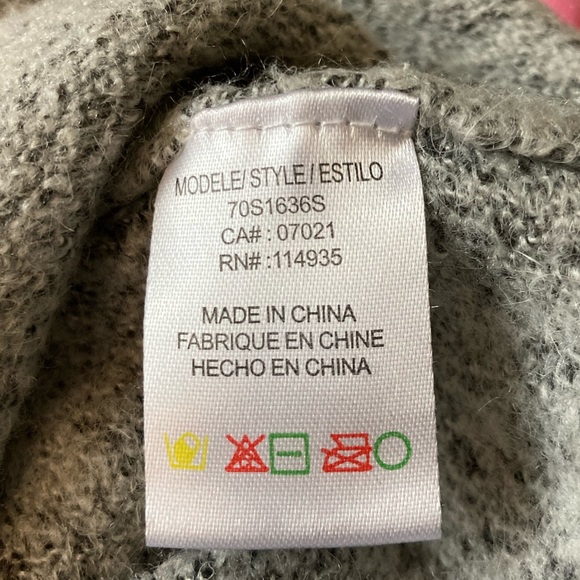 MODELE/ STYLE / ESTILO
70S1636S
CA# : 07021
RN# : 114935
MADE IN CHINA
FABRIQUE EN CHINE
HECHO EN CHINA